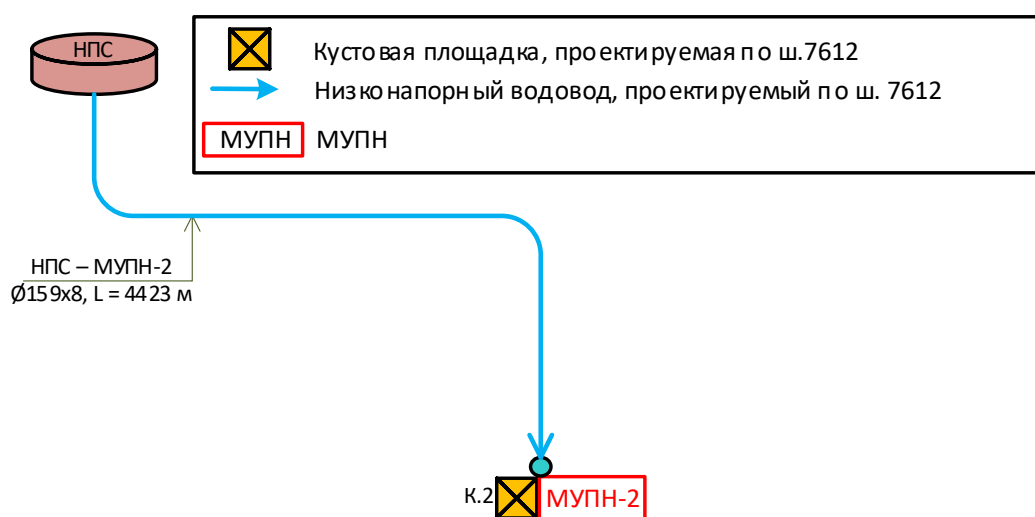 НПС
Кустовая площадка, проектируемая по ш.7612
Низконапорный водовод, проектируемый по ш. 7612
МУПН МУПН
НПС – МУПН-2
Ø159х8, L = 4423 м
К.2
МУПН-2